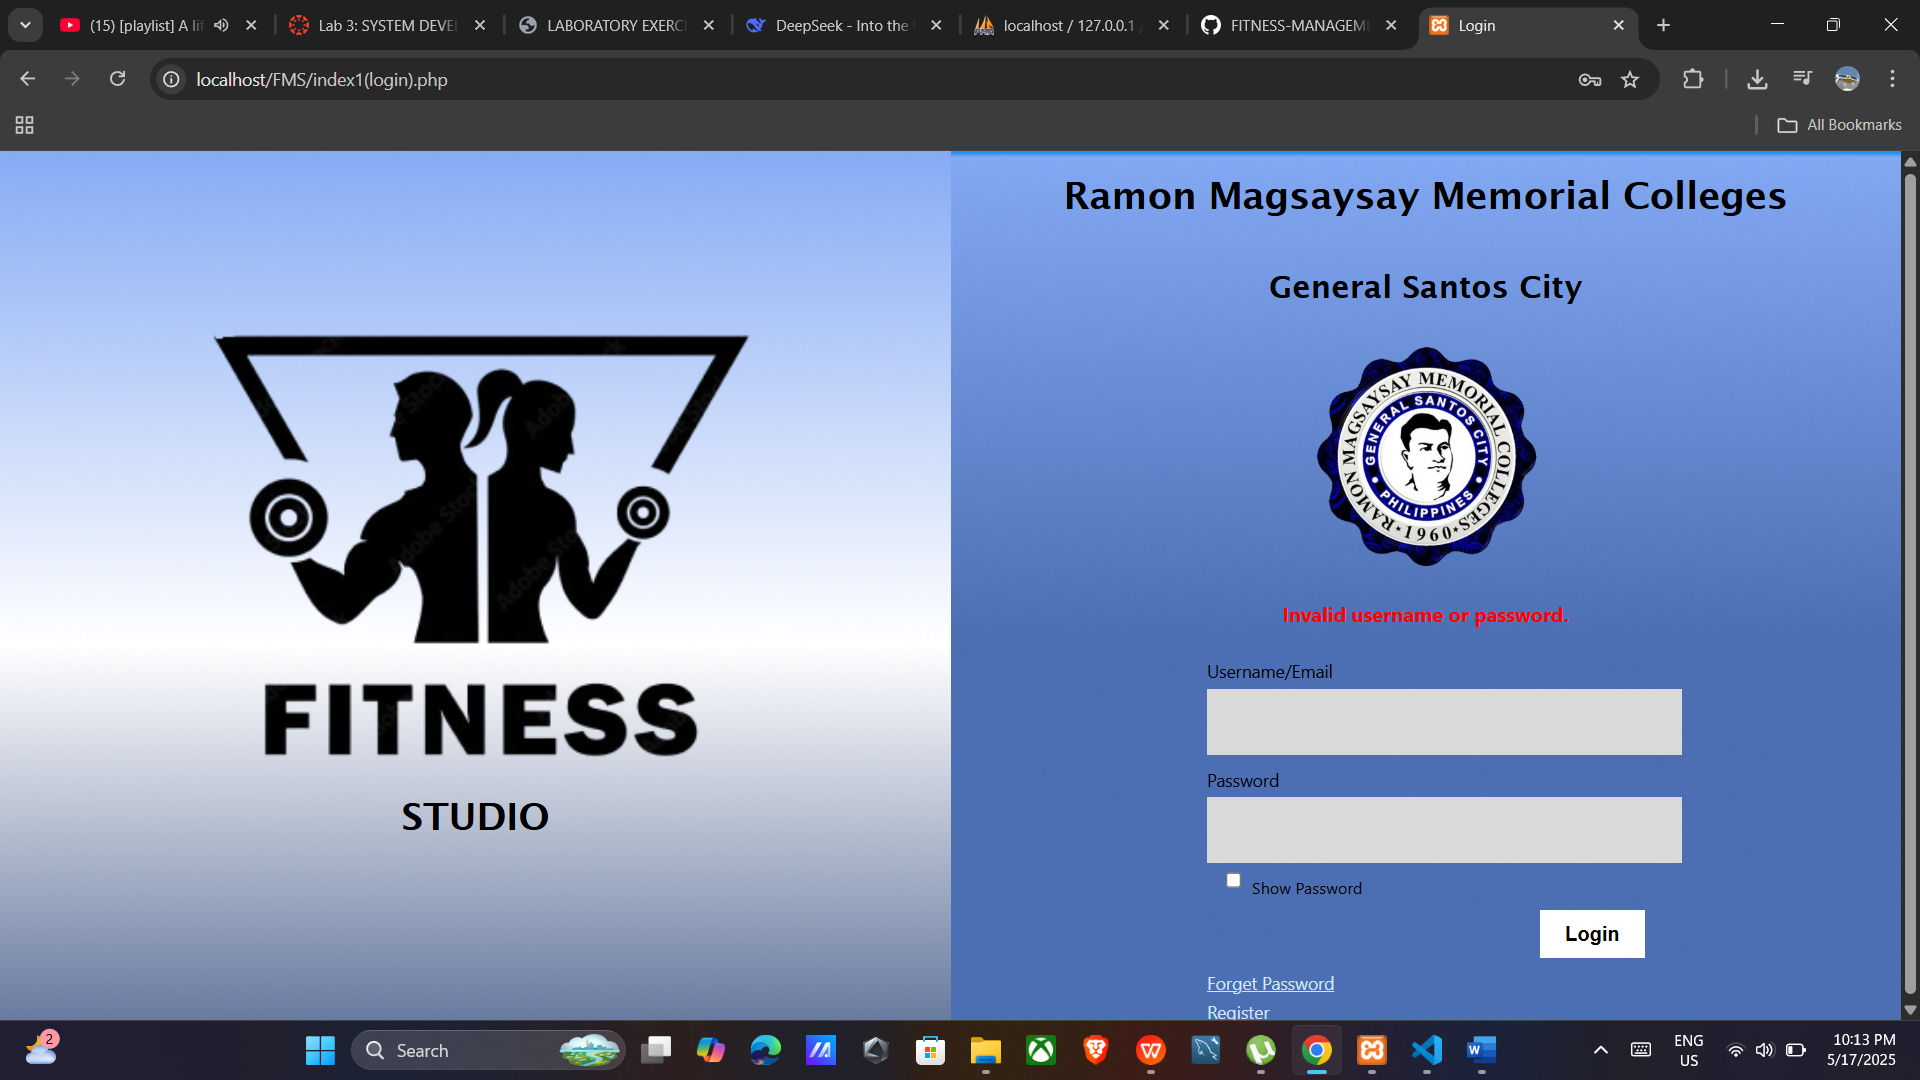 (15) [playlist] A lif
Lab 3: SYSTEM DEVEL
LABORATORY EXERCI
DeepSeek - Into the
localhost / 127.0.0.1
FITNESS-MANAGEME
Login
localhost/FMS/index1(login).php
All Bookmarks
FITNESS
STUDIO
Ramon Magsaysay Memorial Colleges
General Santos City
RAMON MAGSAYSAY MEMORIAL COLLEGES
GENERAL SANTOS CITY
PHILIPPINES
1960
Invalid username or password.
Username/Email
Password
Show Password
Login
Forget Password
Register
2
Search
ENG
US
10:13 PM
5/17/2025